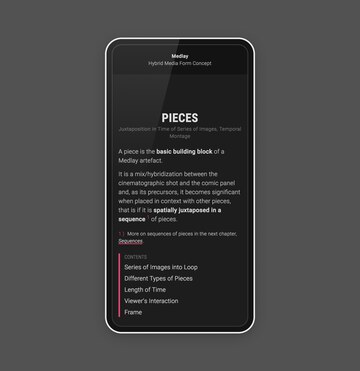 Medlay
Hybrid Media Form Concept
PIECES
Juxtaposition in Time of Series of Images, Temporal
Montage
A piece is the basic building block of a
Medlay artefact.
It is a mix/hybridization between the
cinematographic shot and the comic panel
and, as its precursors, it becomes significant
when placed in context with other pieces,
that is if it is spatially juxtaposed in a
sequence of pieces.
More on sequences of pieces in the next chapter,
Sequences.
CONTENTS
Series of Images into Loop
Different Types of Pieces
Length of Time
Viewer's Interaction
Frame